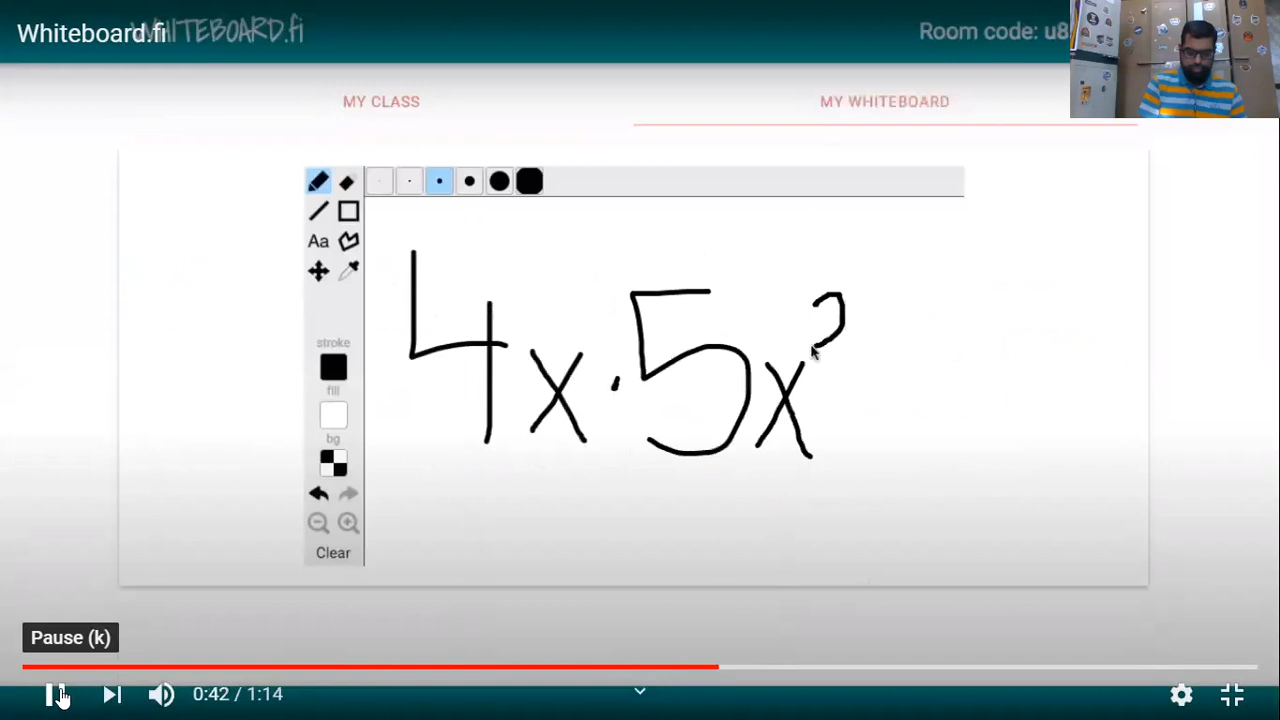 Whiteboard.fi
WHITEBOARD.fi
Room code: u8
MY CLASS
MY WHITEBOARD
Aa
4x·5x²
stroke
fill
bg
Clear
Pause (k)
0:42 / 1:14